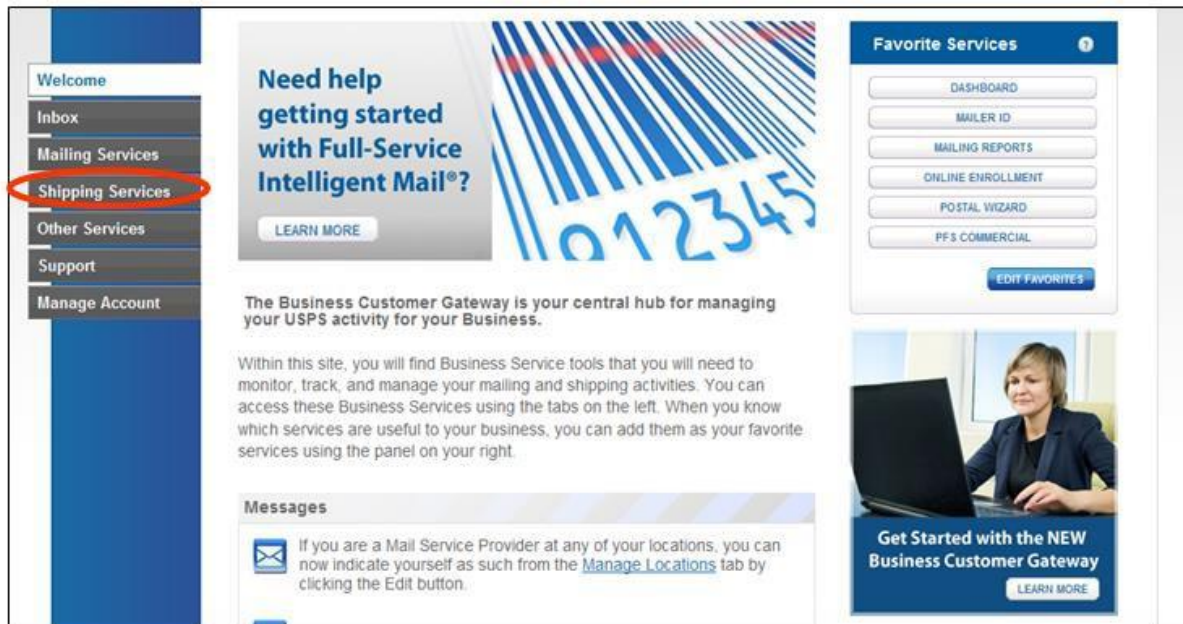 Welcome
Inbox
Mailing Services
Shipping Services
Other Services
Support
Manage Account
Need help
getting started
with Full-Service
Intelligent Mail®?
LEARN MORE
912345
The Business Customer Gateway is your central hub for managing
your USPS activity for your Business.
Within this site, you will find Business Service tools that you will need to
monitor, track, and manage your mailing and shipping activities. You can
access these Business Services using the tabs on the left. When you know
which services are useful to your business, you can add them as your favorite
services using the panel on your right.
Messages
If you are a Mail Service Provider at any of your locations, you can
now indicate yourself as such from the Manage Locations tab by
clicking the Edit button.
Favorite Services ?
DASHBOARD
MAILER ID
MAILING REPORTS
ONLINE ENROLLMENT
POSTAL WIZARD
PFS COMMERCIAL
EDIT FAVORITES
Get Started with the NEW
Business Customer Gateway
LEARN MORE